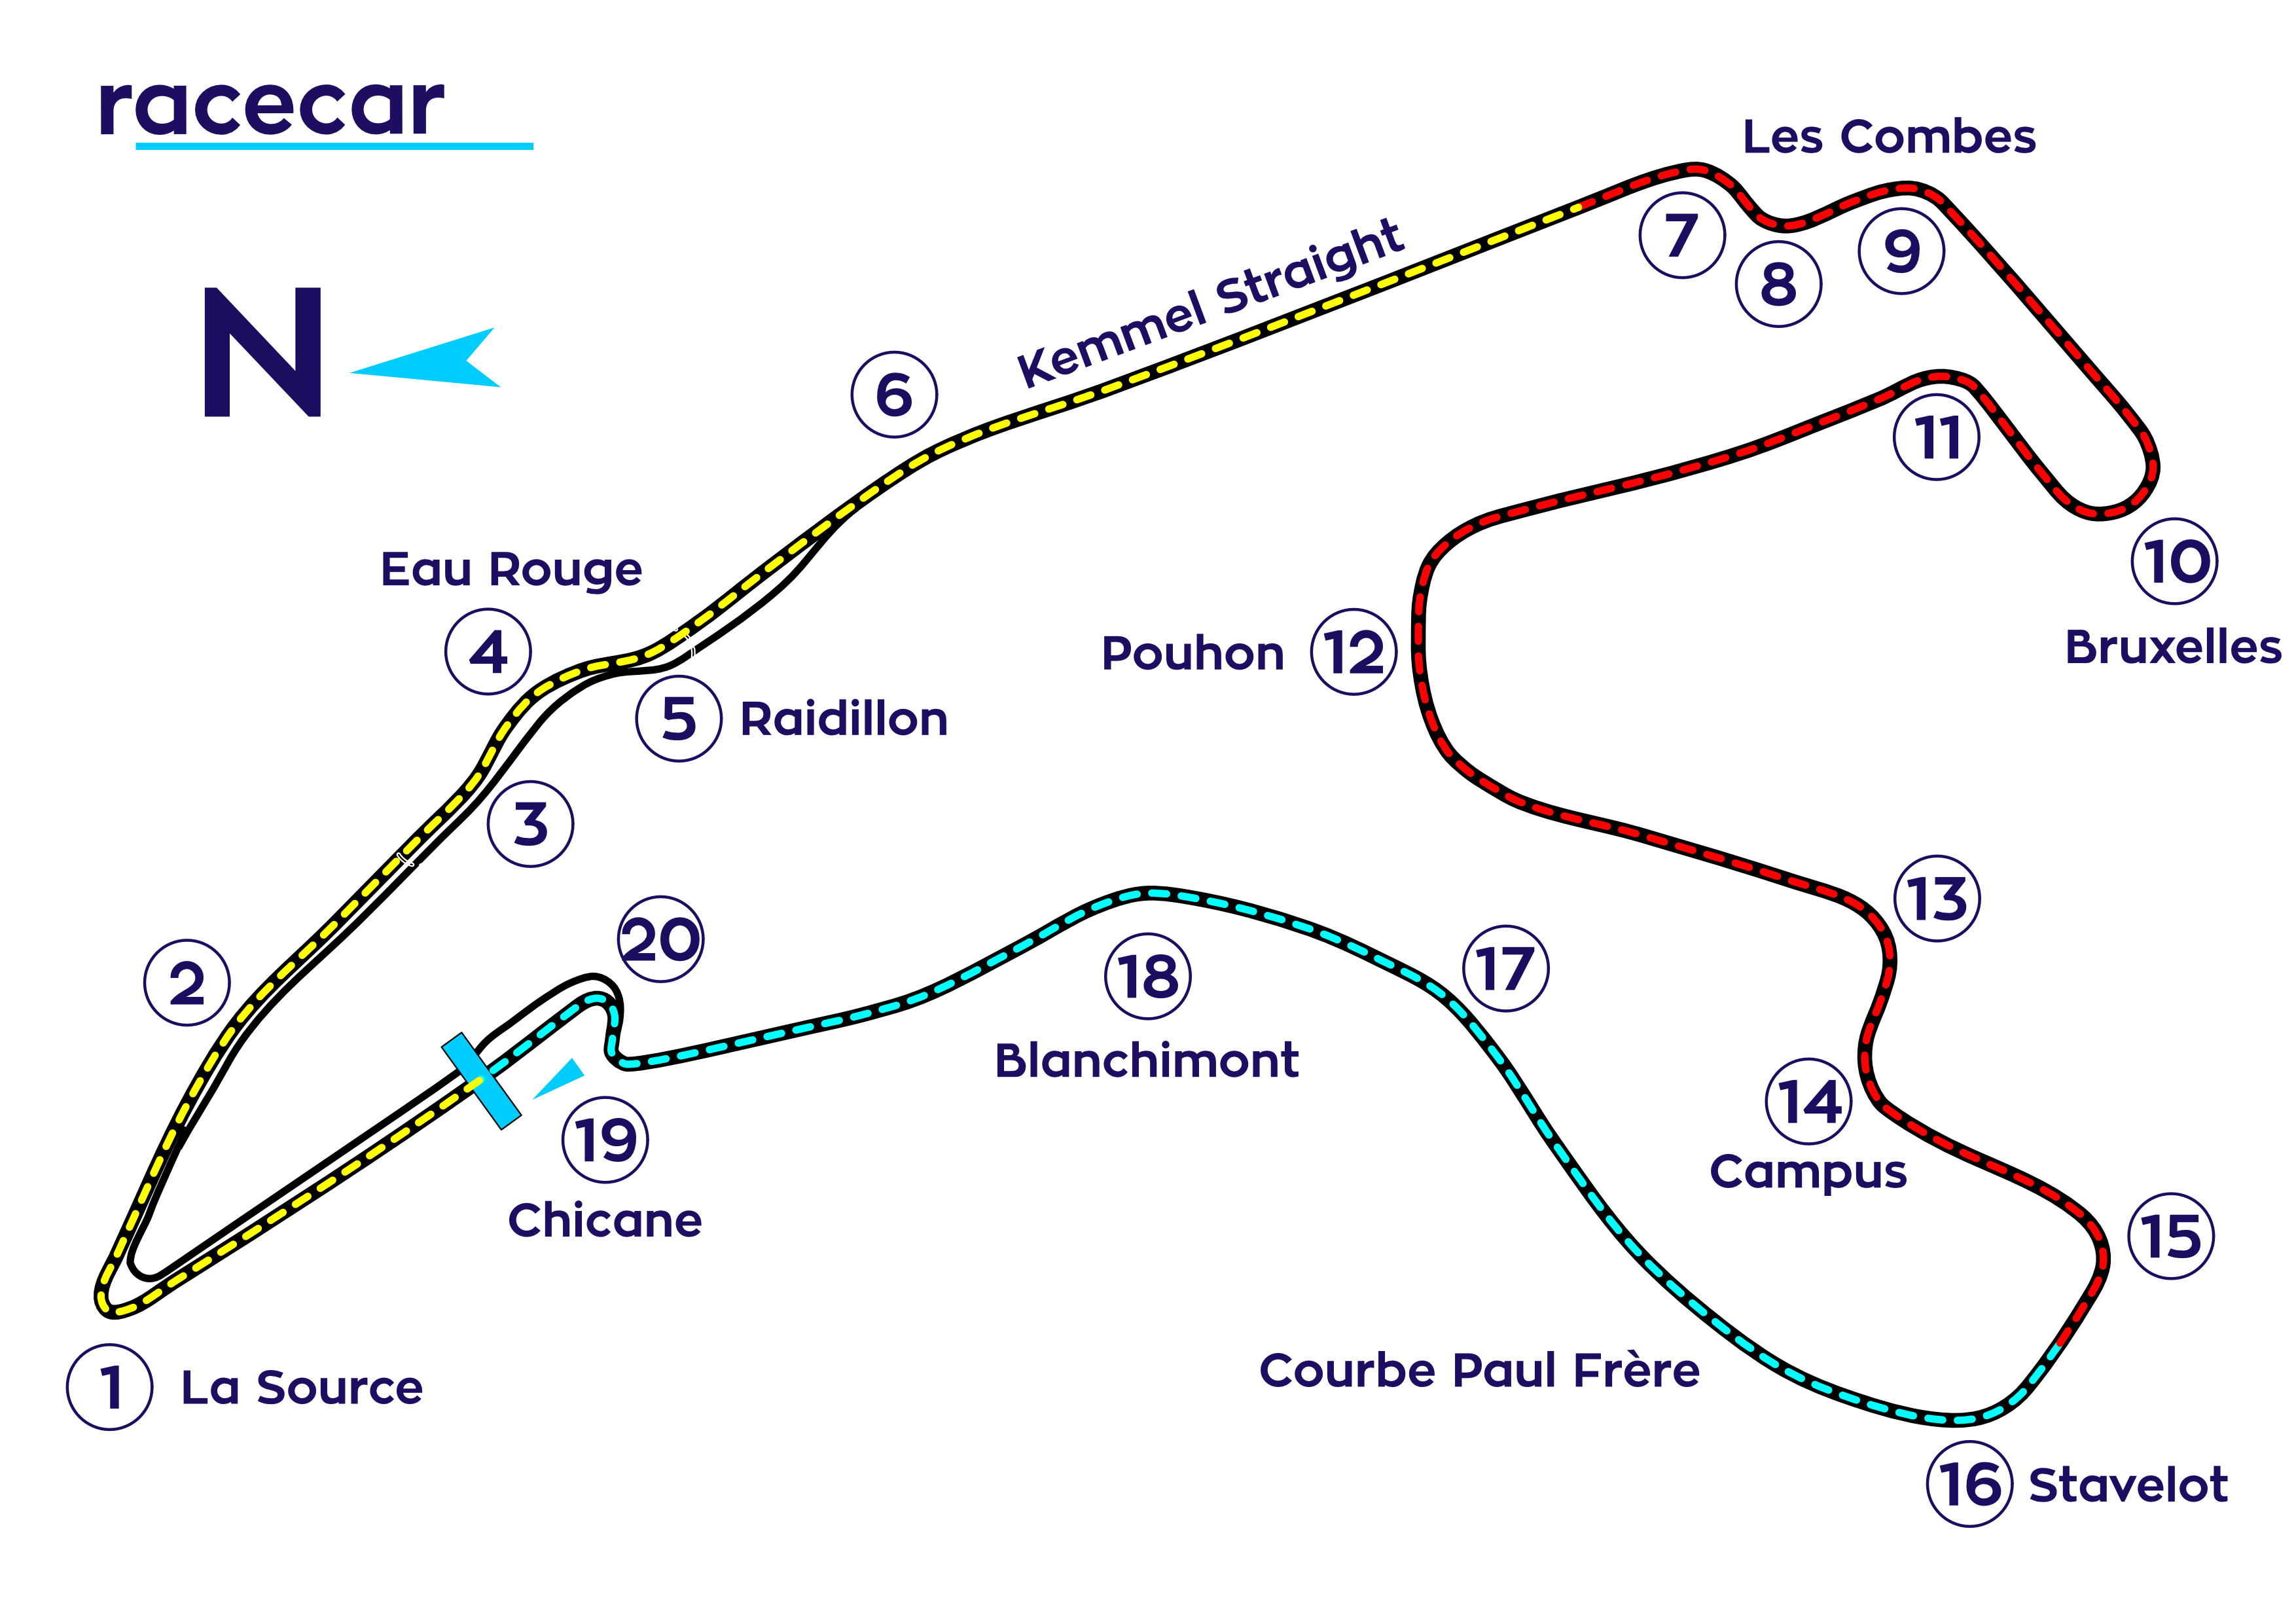 racecar
N
Les Combes
7
8
9
Kemmel Straight
6
11
10
Bruxelles
Eau Rouge
4
5
Raidillon
Pouhon
12
3
2
20
18
Blanchimont
17
13
14
Campus
15
19
Chicane
1
La Source
Courbe Paul Frère
16
Stavelot